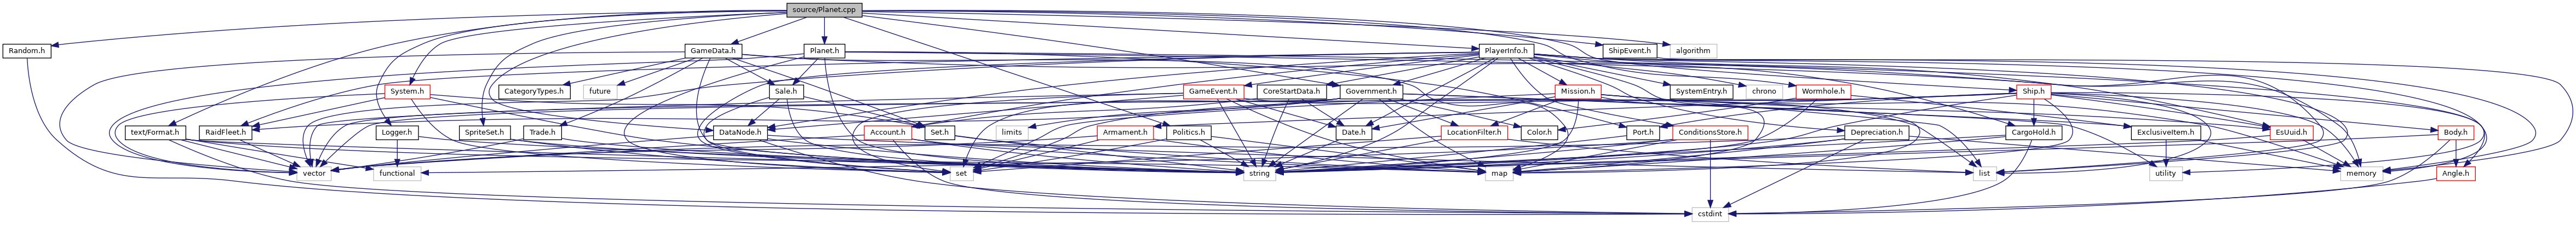 source/Planet.cpp
Random.h
GameData.h
Planet.h
PlayerInfo.h
ShipEvent.h
algorithm
System.h
CategoryTypes.h
future
Sale.h
GameEvent.h
CoreStartData.h
Government.h
Mission.h
SystemEntry.h
chrono
Wormhole.h
Ship.h
text/Format.h
RaidFleet.h
Logger.h
SpriteSet.h
Trade.h
DataNode.h
Account.h
Set.h
limits
Armament.h
Politics.h
Date.h
LocationFilter.h
Color.h
Port.h
ConditionsStore.h
Depreciation.h
CargoHold.h
ExclusiveItem.h
EsUuid.h
Body.h
vector
functional
set
string
map
list
utility
memory
Angle.h
cstdint